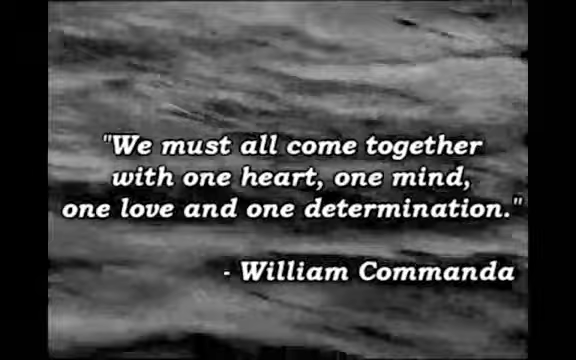 "We must all come together
with one heart, one mind,
one love and one determination."
- William Commanda